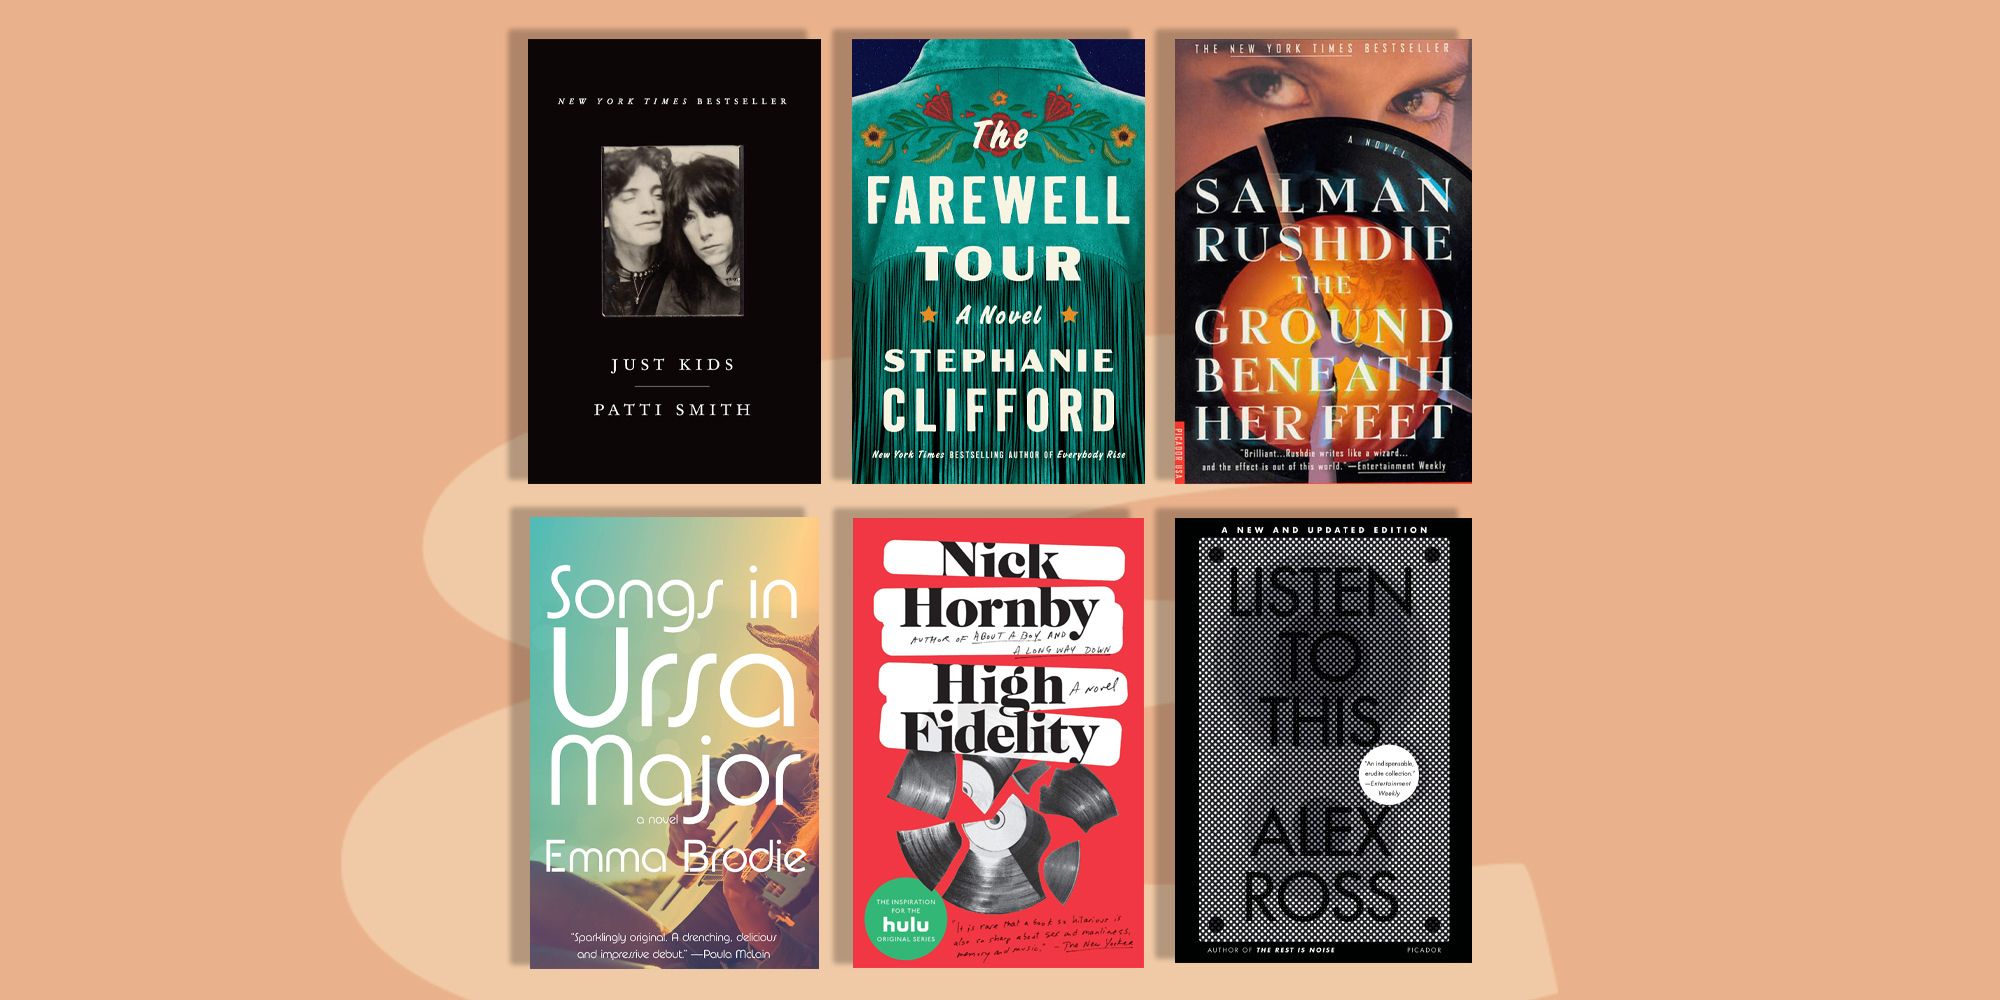 NEW YORK TIMES BESTSELLER
JUST KIDS
PATTI SMITH
The
FAREWELL
TOUR
A Novel
STEPHANIE
CLIFFORD
New York Times BESTSELLING AUTHOR OF Everybody Rise
THE NEW YORK TIMES BESTSELLER
A NOVEL
SALMAN
RUSHDIE
THE
GROUND
BENEATH
HER FEET
"Brilliant...Rushdie writes like a wizard...
and the effect is out of this world."—Entertainment Weekly
PICADOR USA
Songs in
Ursa
Major
a novel
Emma Brodie
"Sparklingly original. A drenching, delicious
and impressive debut." —Paula McLain
Nick
Hornby
AUTHOR OF ABOUT A BOY AND
A LONG WAY DOWN
High
A Novel
Fidelity
THE INSPIRATION
FOR THE
hulu
ORIGINAL SERIES
"It is rare that a book so hilarious is
also so sharp about sex and manliness,
memory and music." - The New Yorker
A NEW AND UPDATED EDITION
LISTEN
TO
THIS
"An indispensable,
erudite collection."
—Entertainment
Weekly
ALEX
ROSS
AUTHOR OF THE REST IS NOISE
PICADOR